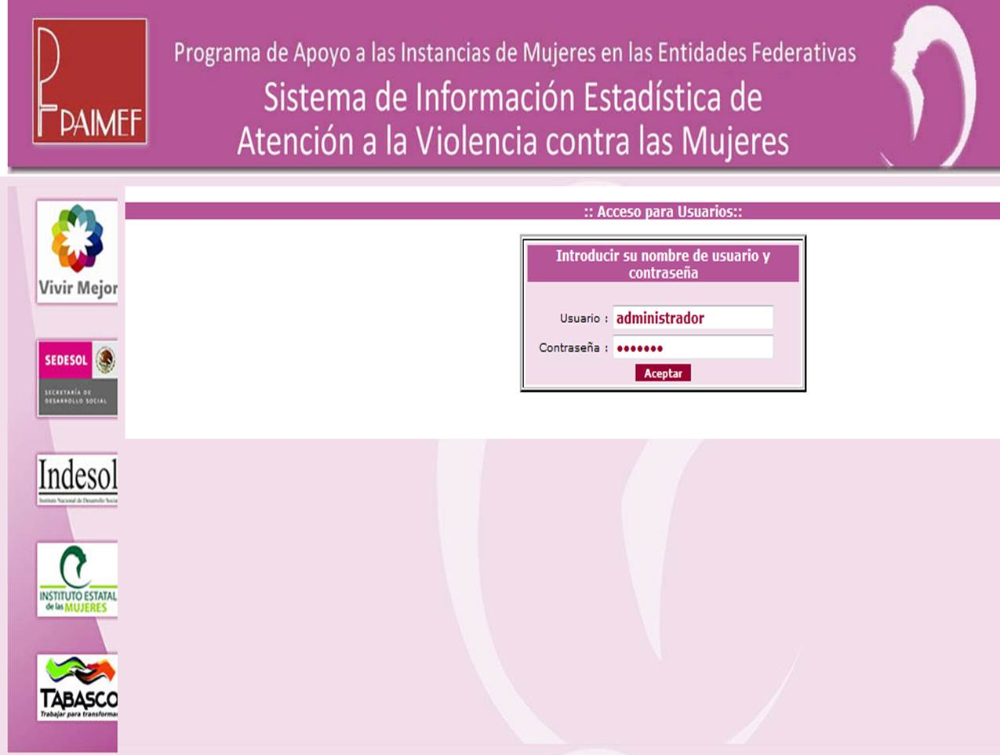 PAIMEF
Programa de Apoyo a las Instancias de Mujeres en las Entidades Federativas
Sistema de Información Estadística de
Atención a la Violencia contra las Mujeres
:: Acceso para Usuarios::
Introducir su nombre de usuario y
contraseña
Usuario : administrador
Contraseña : •••••••
Aceptar
Vivir Mejor
SEDESOL
SECRETARÍA DE
DESARROLLO SOCIAL
Indesol
Instituto Nacional de Desarrollo Social
INSTITUTO ESTATAL
de las MUJERES
TABASCO
Trabajar para transformar